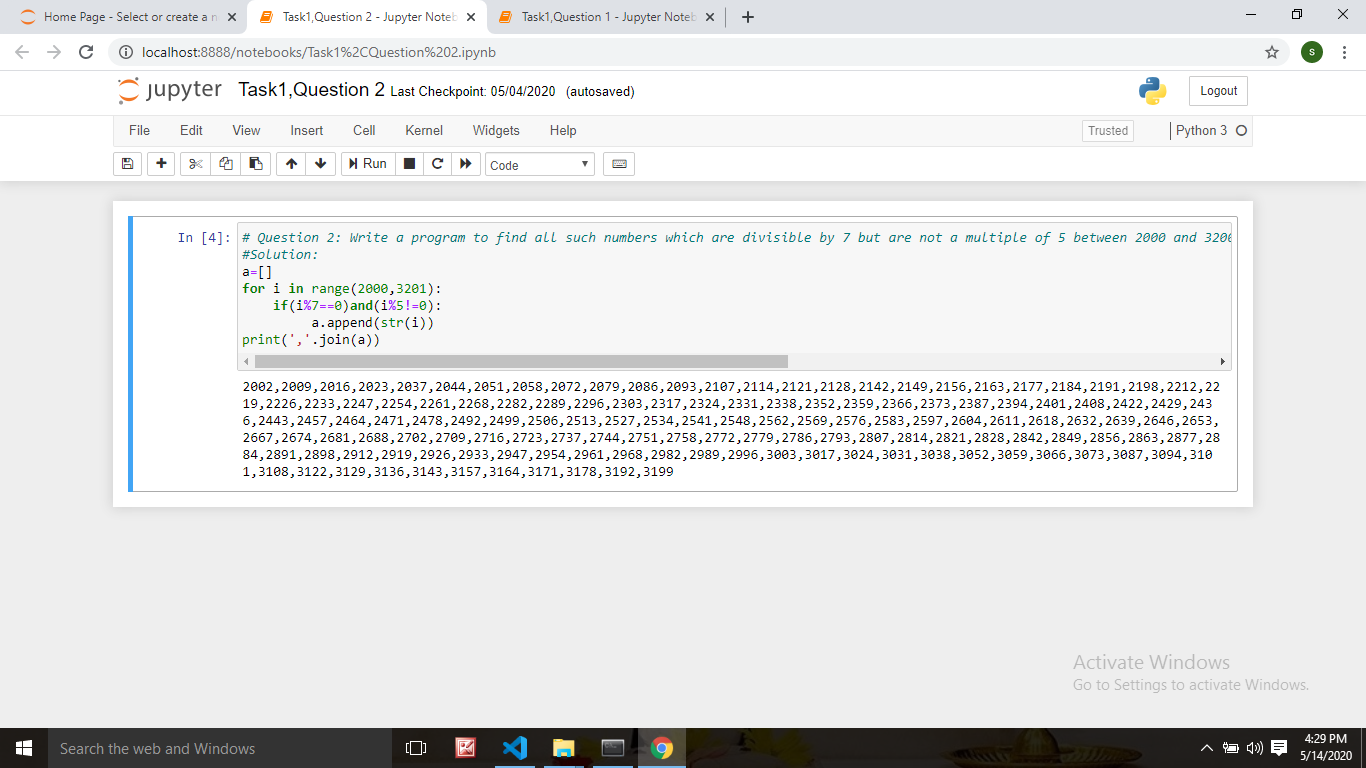 Home Page - Select or create a n
Task1,Question 2 - Jupyter Noteb
Task1,Question 1 - Jupyter Noteb
localhost:8888/notebooks/Task1%2CQuestion%202.ipynb
S
jupyter Task1,Question 2 Last Checkpoint: 05/04/2020 (autosaved)
Logout
File Edit View Insert Cell Kernel Widgets Help
Trusted
Python 3
Run
Code
In [4]:
# Question 2: Write a program to find all such numbers which are divisible by 7 but are not a multiple of 5 between 2000 and 3200
#Solution:
a=[]
for i in range(2000,3201):
    if(i%7==0)and(i%5!=0):
         a.append(str(i))
print(','.join(a))
2002,2009,2016,2023,2037,2044,2051,2058,2072,2079,2086,2093,2107,2114,2121,2128,2142,2149,2156,2163,2177,2184,2191,2198,2212,22
19,2226,2233,2247,2254,2261,2268,2282,2289,2296,2303,2317,2324,2331,2338,2352,2359,2366,2373,2387,2394,2401,2408,2422,2429,243
6,2443,2457,2464,2471,2478,2492,2499,2506,2513,2527,2534,2541,2548,2562,2569,2576,2583,2597,2604,2611,2618,2632,2639,2646,2653,
2667,2674,2681,2688,2702,2709,2716,2723,2737,2744,2751,2758,2772,2779,2786,2793,2807,2814,2821,2828,2842,2849,2856,2863,2877,28
84,2891,2898,2912,2919,2926,2933,2947,2954,2961,2968,2982,2989,2996,3003,3017,3024,3031,3038,3052,3059,3066,3073,3087,3094,310
1,3108,3122,3129,3136,3143,3157,3164,3171,3178,3192,3199
Activate Windows
Go to Settings to activate Windows.
Search the web and Windows
4:29 PM
5/14/2020